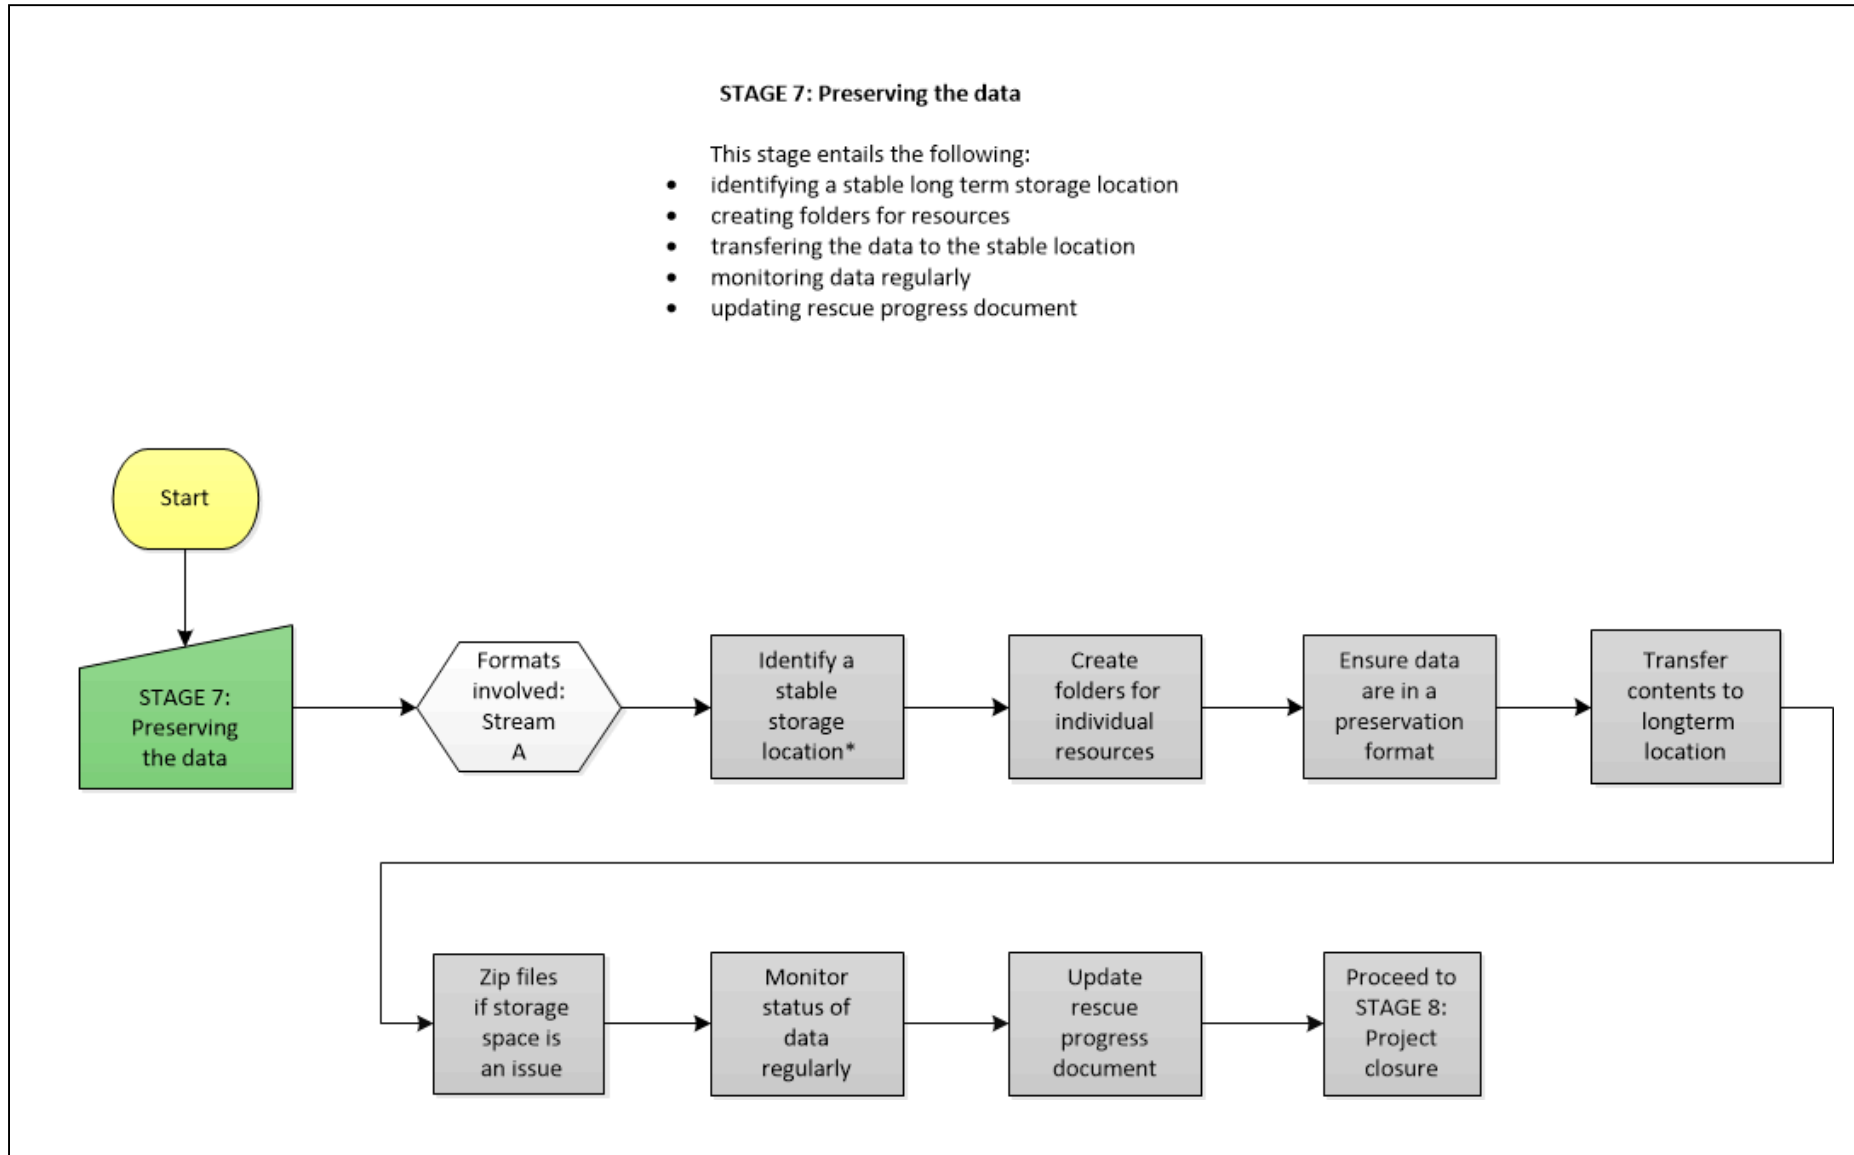 STAGE 7: Preserving the data
This stage entails the following:
• identifying a stable long term storage location
• creating folders for resources
• transfering the data to the stable location
• monitoring data regularly
• updating rescue progress document
Start
STAGE 7:
Preserving
the data
Formats
involved:
Stream
A
Identify a
stable
storage
location*
Create
folders for
individual
resources
Ensure data
are in a
preservation
format
Transfer
contents to
longterm
location
Zip files
if storage
space is
an issue
Monitor
status of
data
regularly
Update
rescue
progress
document
Proceed to
STAGE 8:
Project
closure